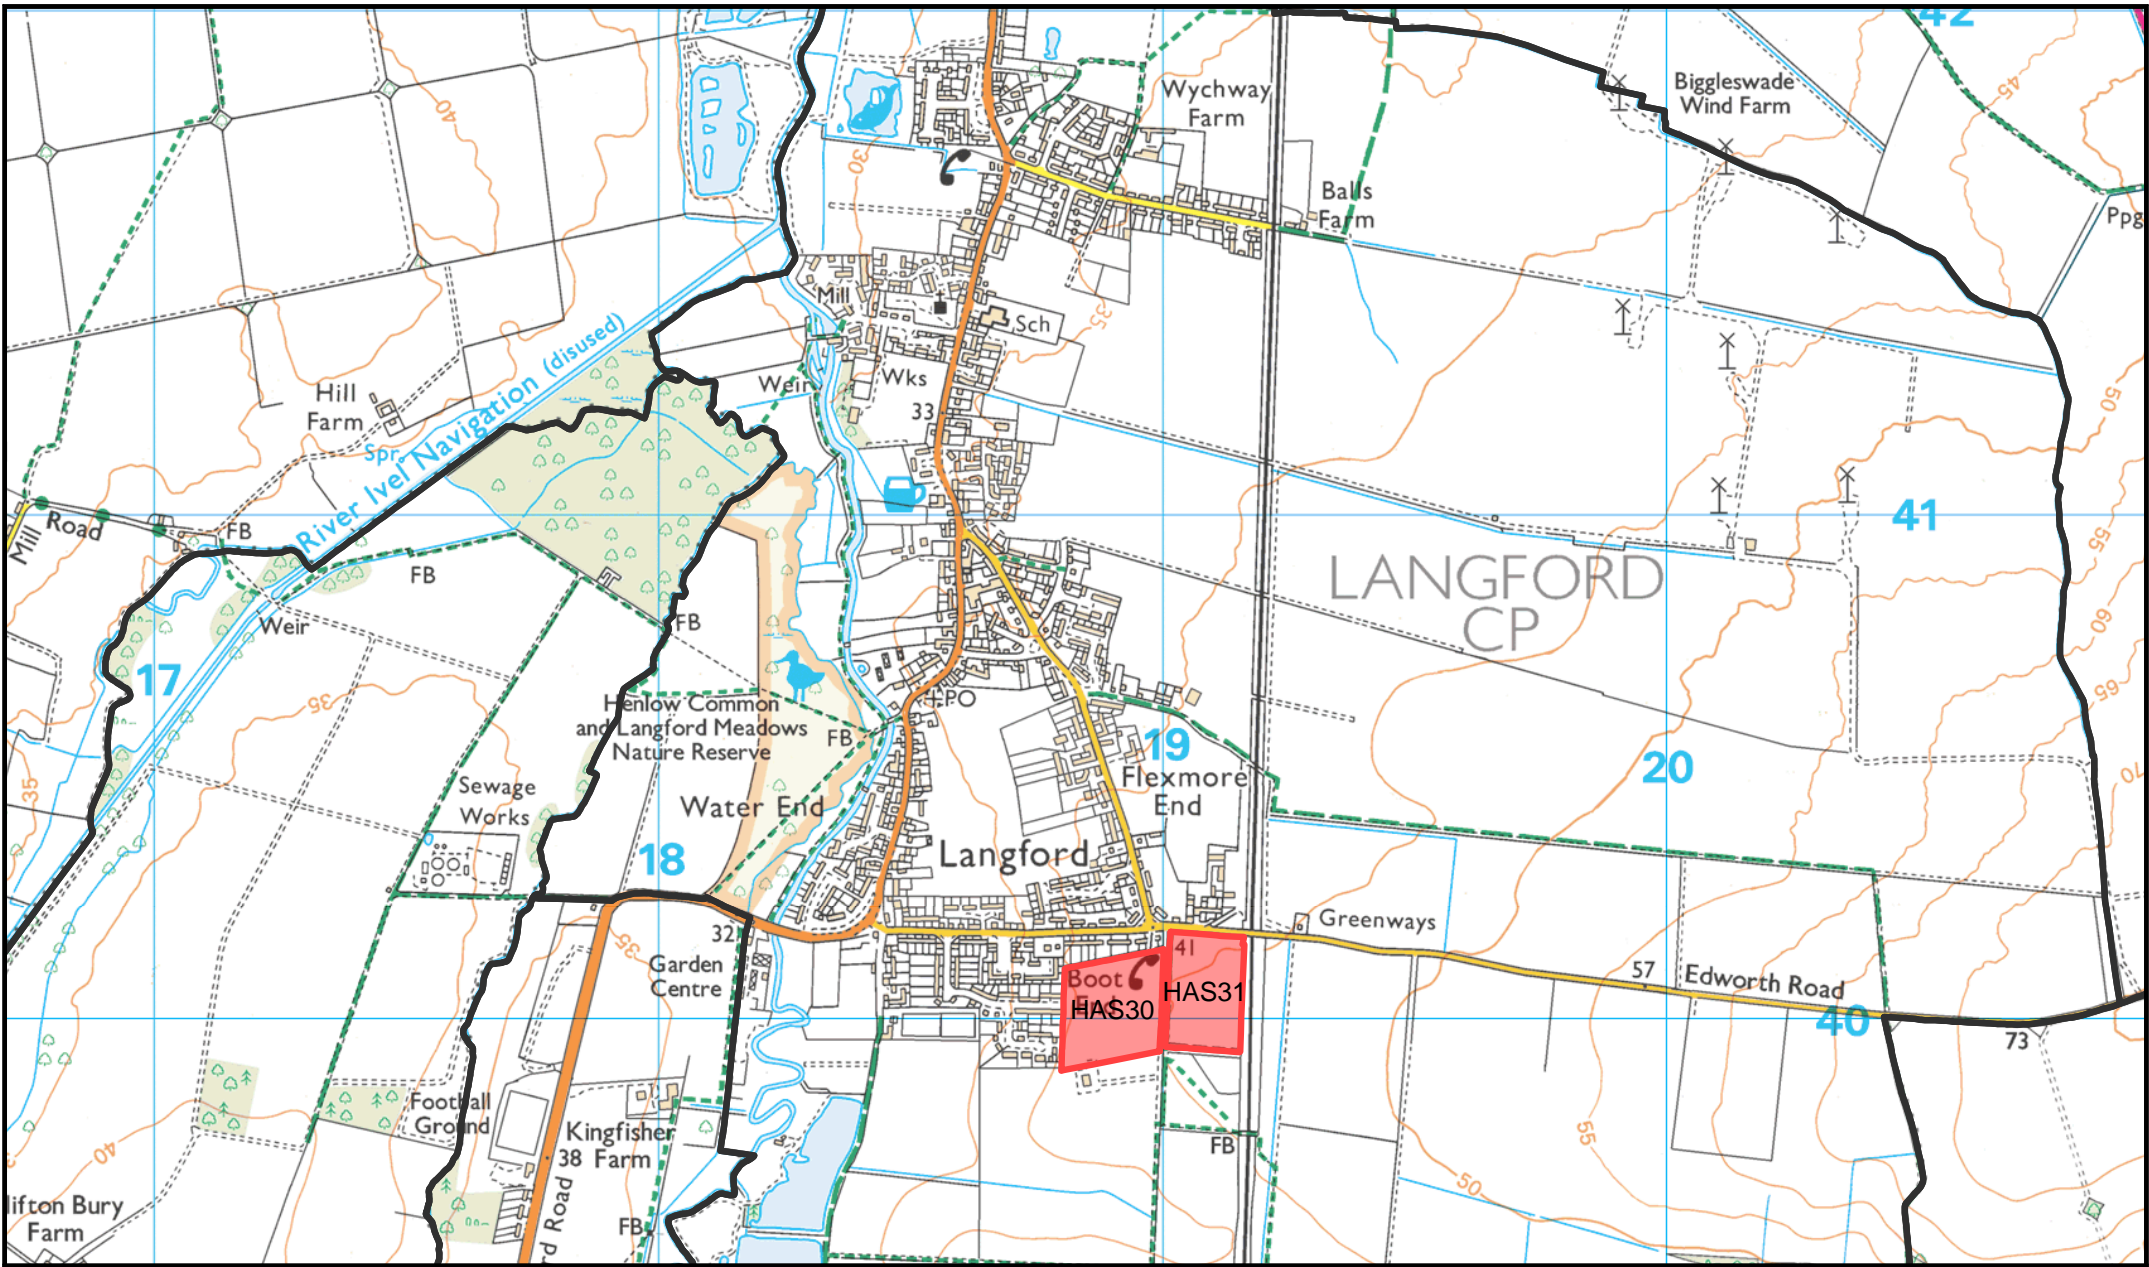 42
45
Biggleswade
Wind Farm
Wychway
Farm
40
30
Balls
Farm
Ppg
Mill
Sch
35
River Ivel Navigation (disused)
Hill
Farm
Weir
Wks
33
50
Spr
41
Mill
Road
FB
55
LANGFORD
CP
FB
60
Weir
FB
17
65
35
PO
Henlow Common
and Langford Meadows
Nature Reserve
FB
19
20
70
35
Flexmore
End
Sewage
Works
Water End
18
Langford
Greenways
32
35
41
Garden
Centre
Boot
End
HAS30
HAS31
57
Edworth Road
40
73
Football
Ground
Kingfisher
38 Farm
40
FB
55
50
lifton Bury
Farm
rd Road
FB